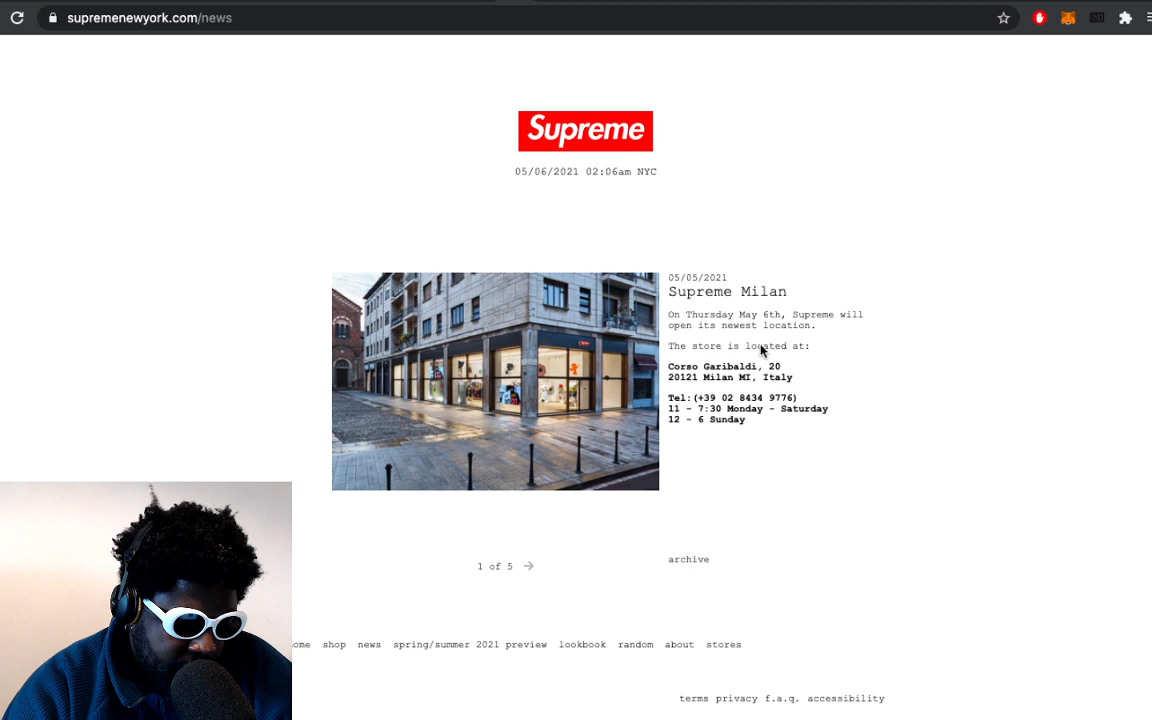 supremenewyork.com/news
Supreme
05/06/2021 02:06am NYC
05/05/2021
Supreme Milan
On Thursday May 6th, Supreme will
open its newest location.
The store is located at:
Corso Garibaldi, 20
20121 Milan MI, Italy
Tel:(+39 02 8434 9776)
11 - 7:30 Monday - Saturday
12 - 6 Sunday
1 of 5
archive
ome shop news spring/summer 2021 preview lookbook random about stores
terms privacy f.a.q. accessibility